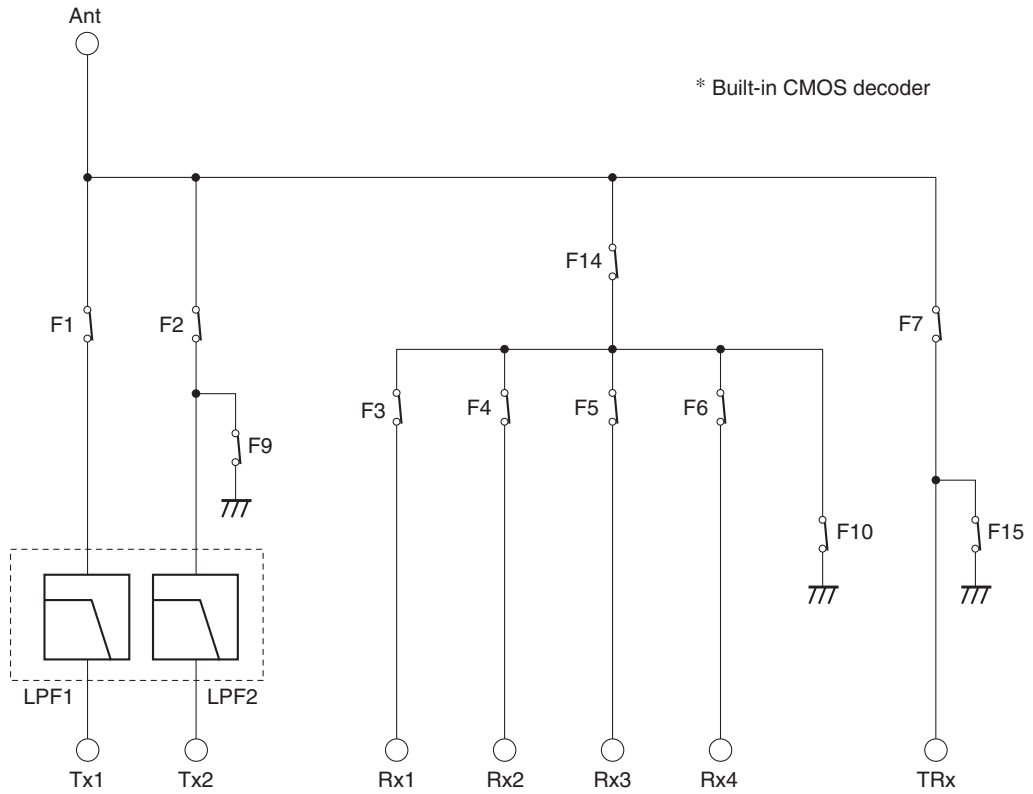 Ant
* Built-in CMOS decoder
F14
F1
F2
F7
F3
F4
F5
F6
F9
F10
F15
LPF1
LPF2
Tx1
Tx2
Rx1
Rx2
Rx3
Rx4
TRx